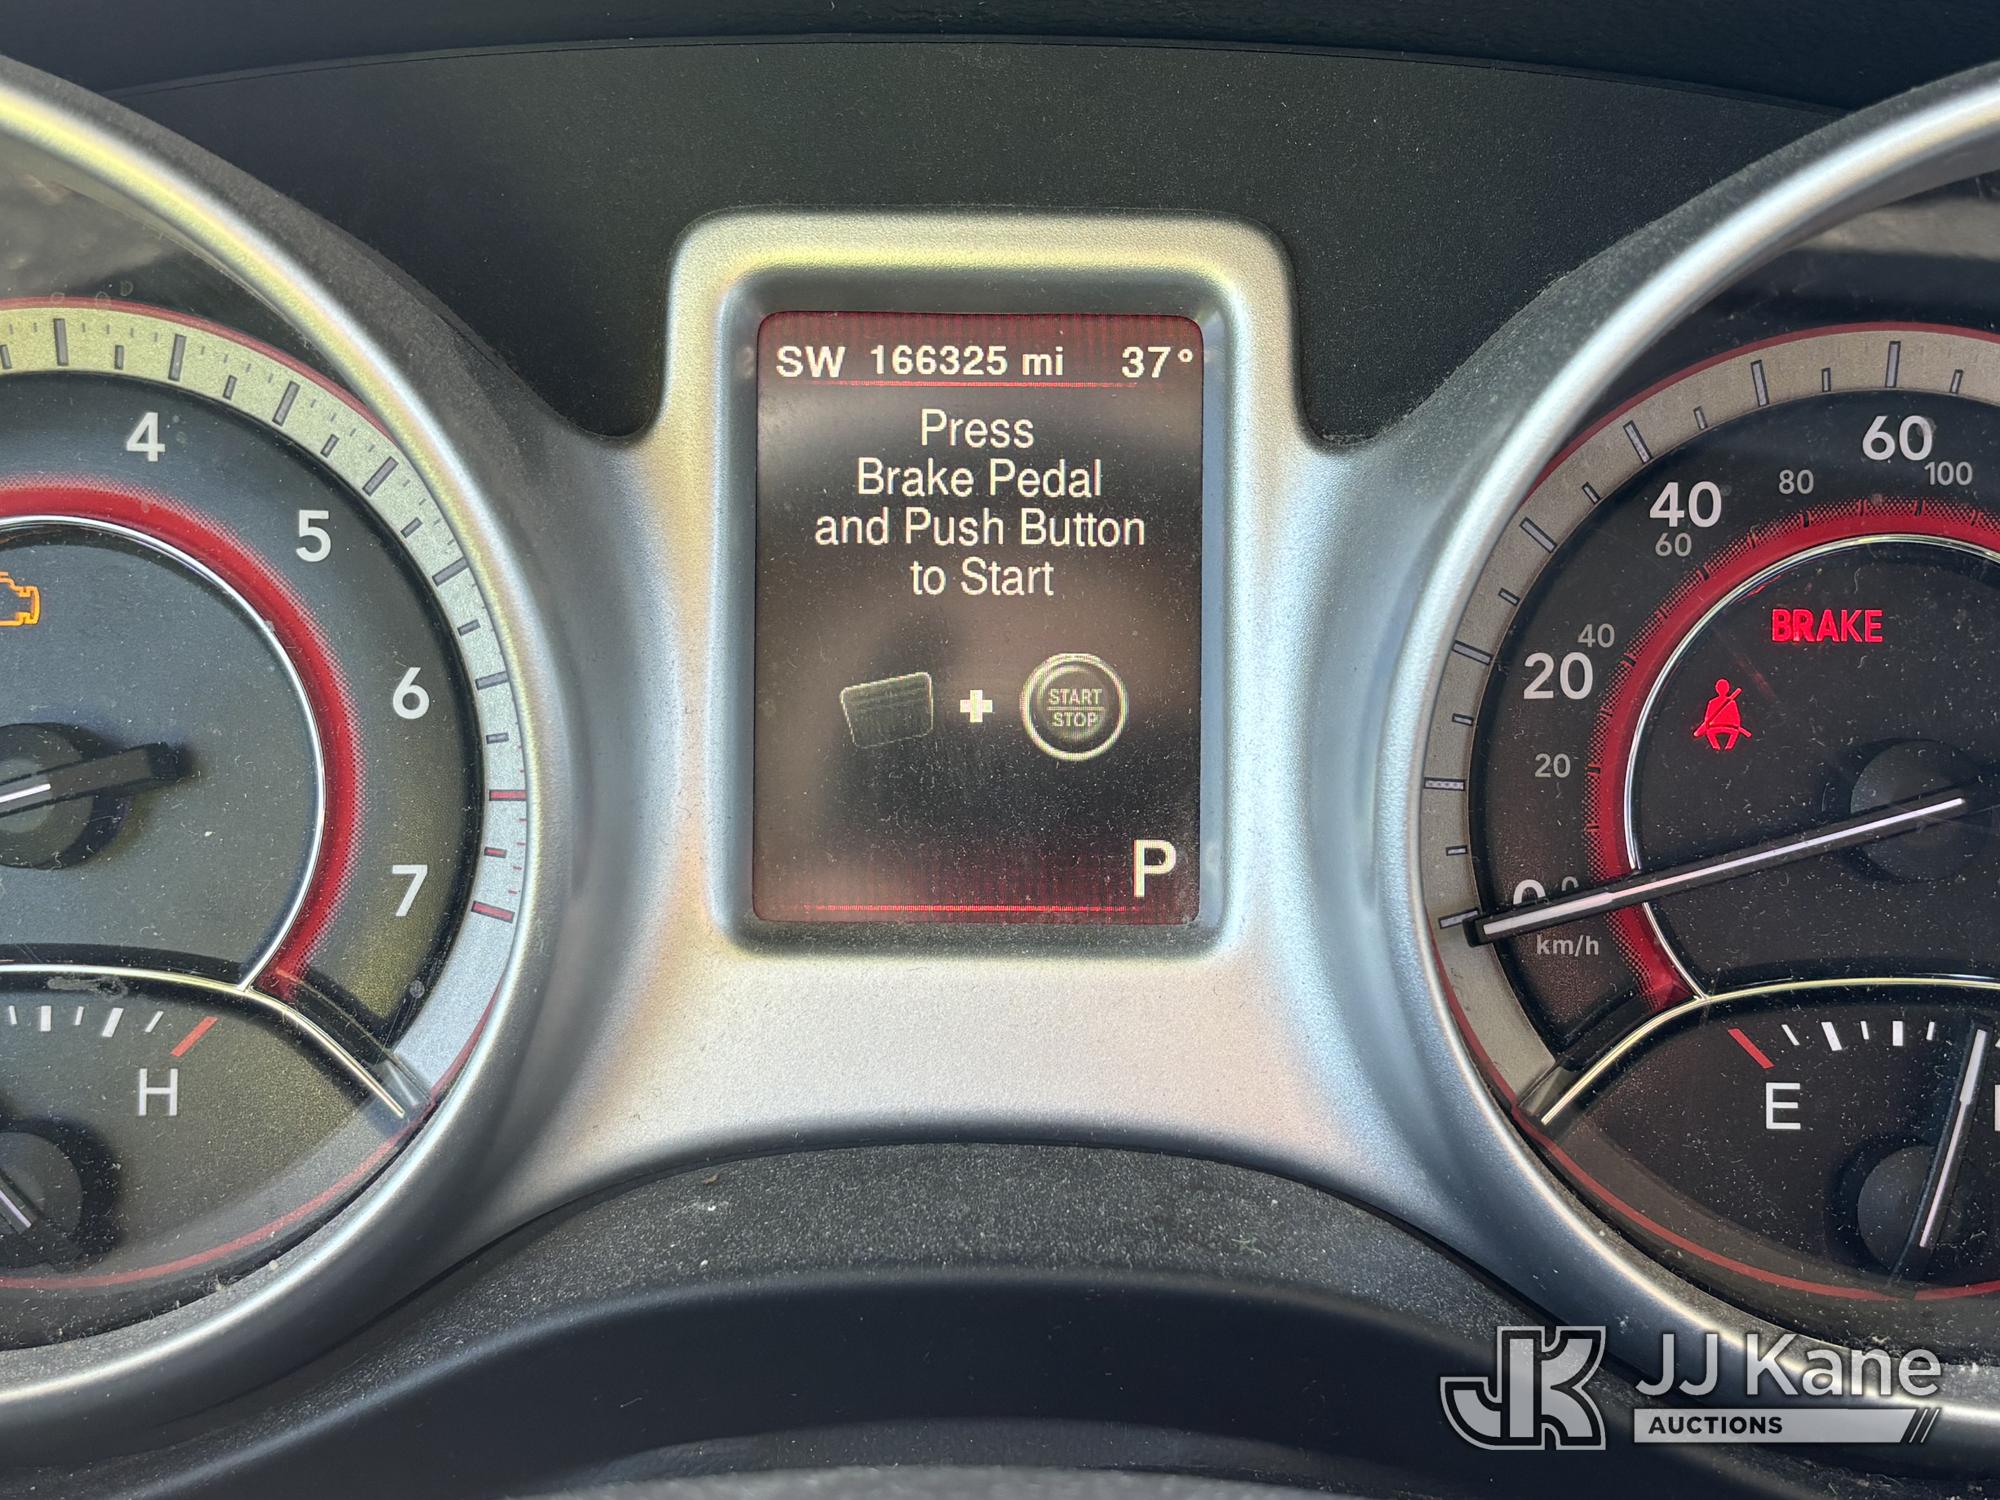 SW 166325 mi 37°
Press
Brake Pedal
and Push Button
to Start
START
STOP
P
4
5
6
7
H
60
100
40
80
60
20
40
20
0
km/h
BRAKE
E
JJ Kane
AUCTIONS